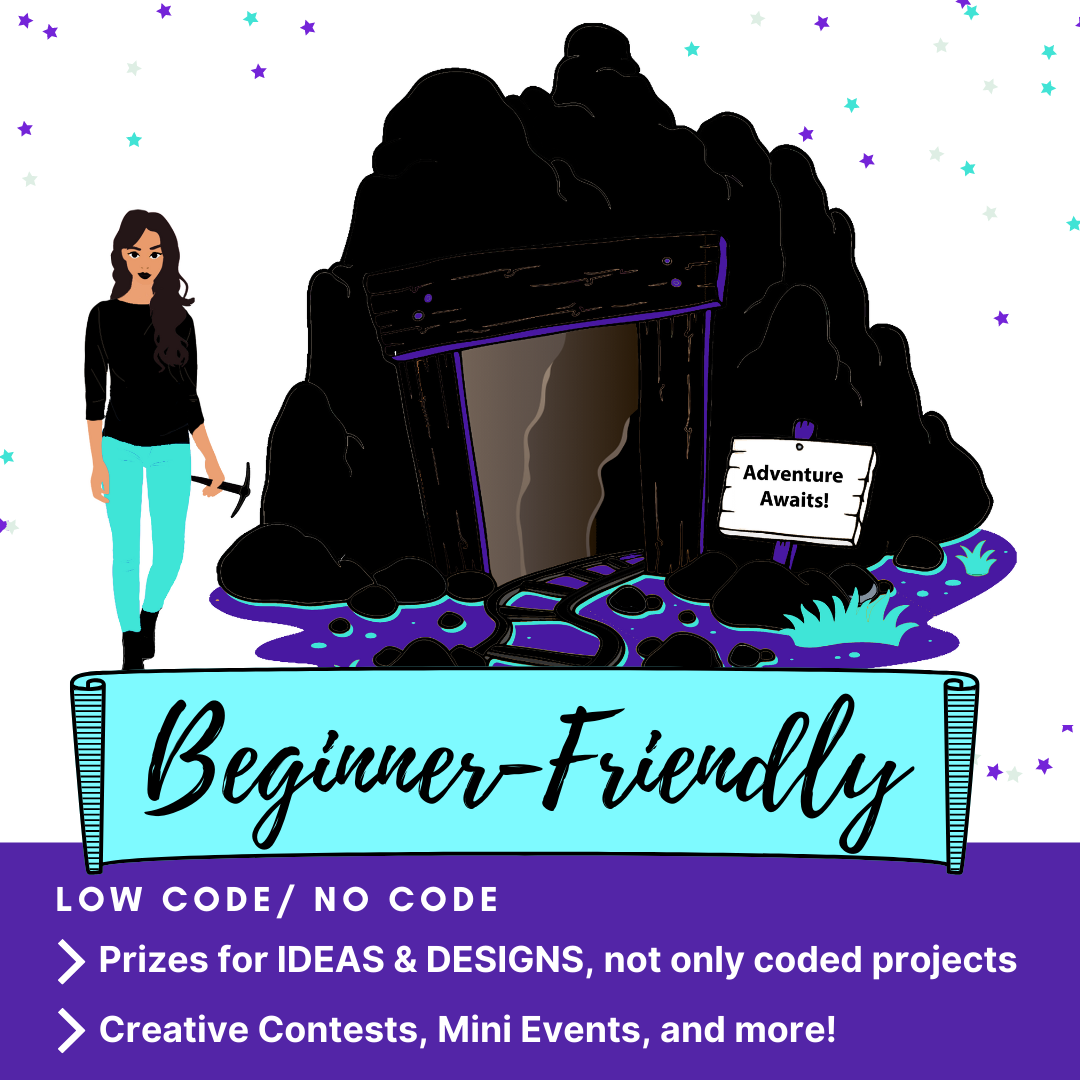 Adventure
Awaits!
Beginner-Friendly
LOW CODE/ NO CODE
Prizes for IDEAS & DESIGNS, not only coded projects
Creative Contests, Mini Events, and more!